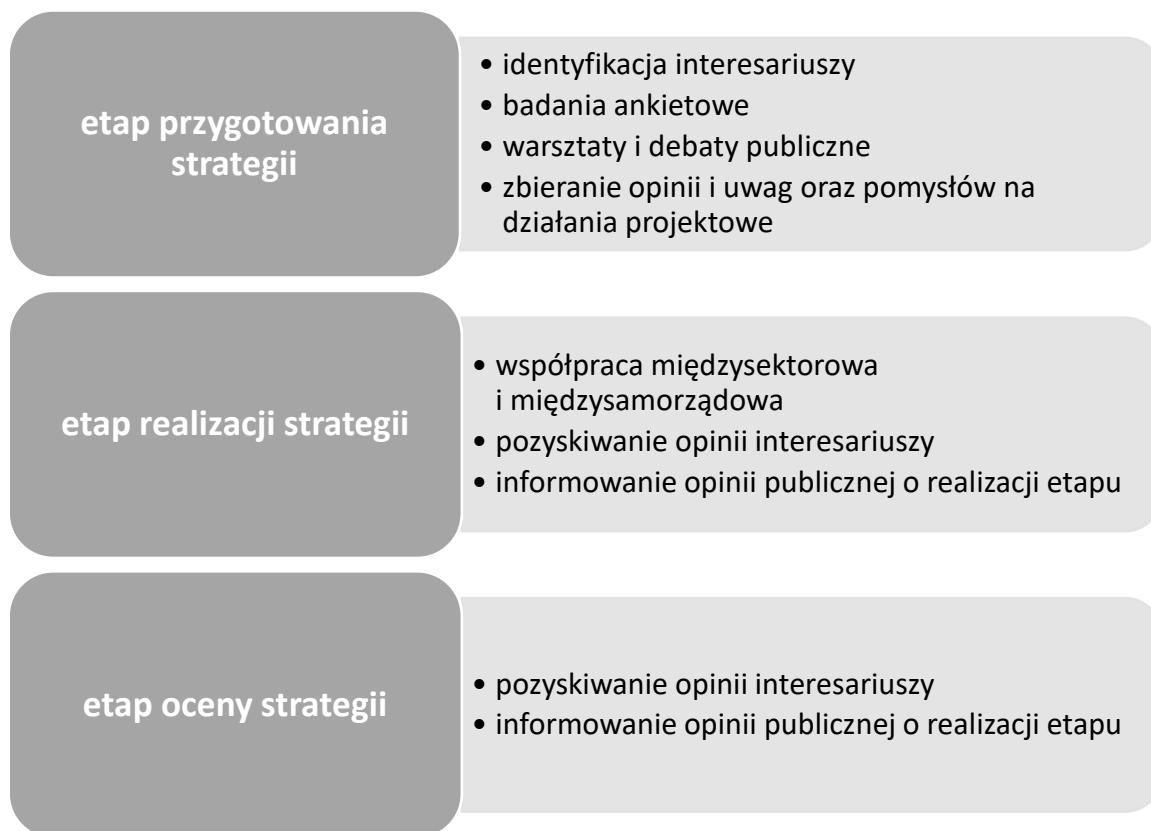 etap przygotowania
strategii
• identyfikacja interesariuszy
• badania ankietowe
• warsztaty i debaty publiczne
• zbieranie opinii i uwag oraz pomysłów na
działania projektowe
etap realizacji strategii
• współpraca międzysektorowa
i międzysamorządowa
• pozyskiwanie opinii interesariuszy
• informowanie opinii publicznej o realizacji etapu
etap oceny strategii
• pozyskiwanie opinii interesariuszy
• informowanie opinii publicznej o realizacji etapu